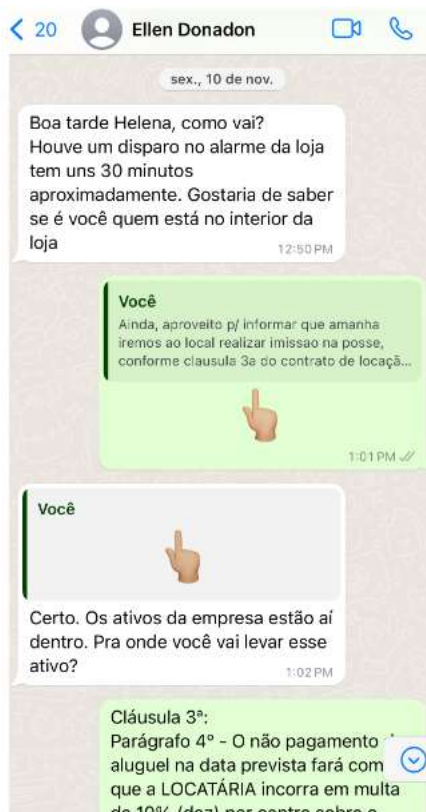 20
Ellen Donadon
sex., 10 de nov.
Boa tarde Helena, como vai?
Houve um disparo no alarme da loja
tem uns 30 minutos
aproximadamente. Gostaria de saber
se é você quem está no interior da
loja
12:50 PM
Você
Ainda, aproveito p/ informar que amanha
iremos ao local realizar imissao na posse,
conforme clausula 3a do contrato de locaçã...
1:01 PM
Você
Certo. Os ativos da empresa estão aí
dentro. Pra onde você vai levar esse
ativo?
1:02 PM
Cláusula 3ª:
Parágrafo 4º - O não pagamento
aluguel na data prevista fará com
que a LOCATÁRIA incorra em multa